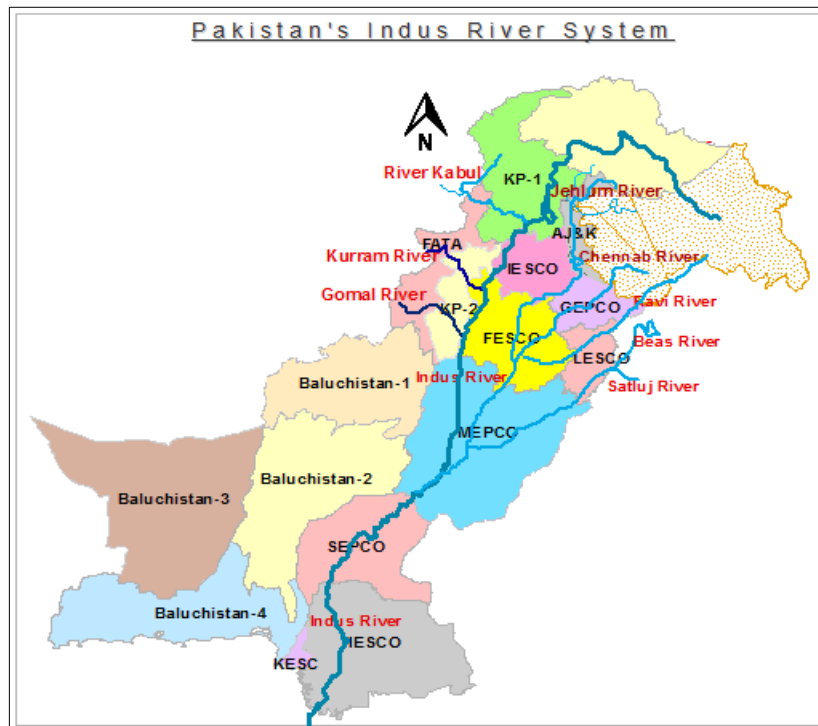 Pakistan's Indus River System
N
River Kabul
KP-1
Jehlum River
AJ&K
FATA
Kurram River
IESCO
Chennab River
Gomal River
KP-2
GEPCO
Ravi River
FESCO
Beas River
LESCO
Baluchistan-1
Indus River
Satluj River
MEPCO
Baluchistan-2
Baluchistan-3
SEPCO
Baluchistan-4
Indus River
HESCO
KESC